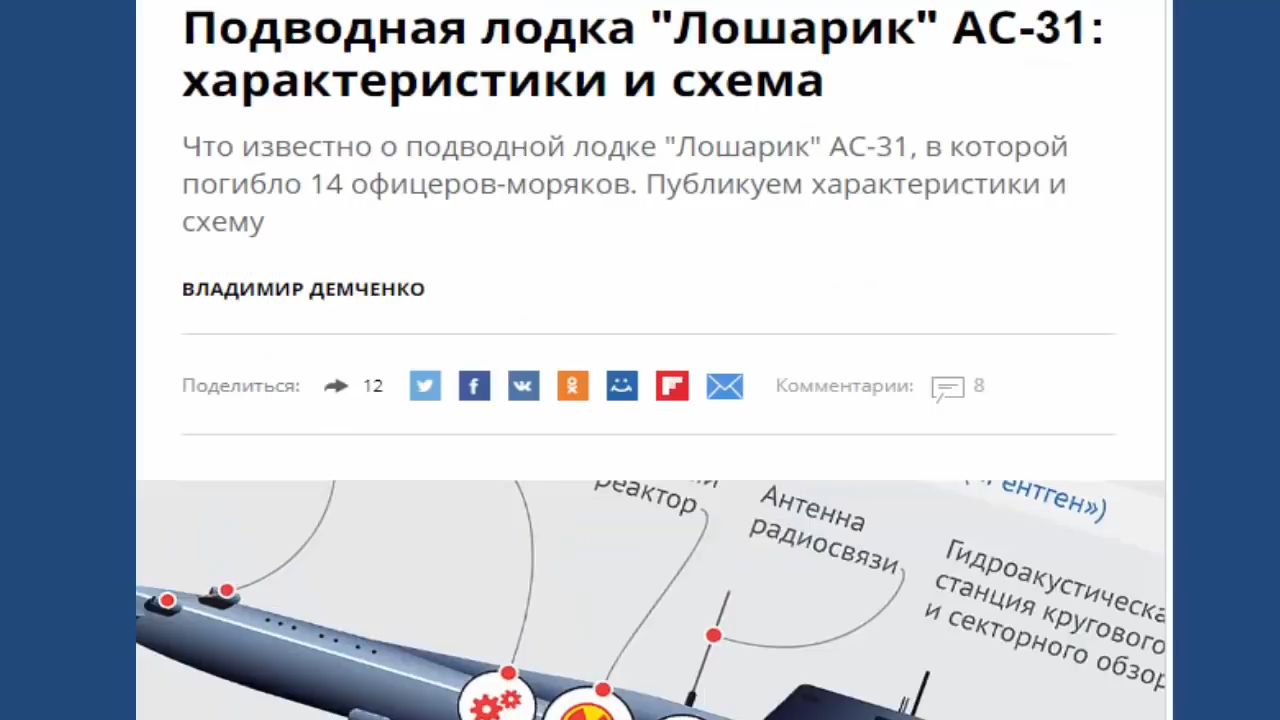 Подводная лодка "Лошарик" АС-31:
характеристики и схема
Что известно о подводной лодке "Лошарик" АС-31, в которой
погибло 14 офицеров-моряков. Публикуем характеристики и
схему
ВЛАДИМИР ДЕМЧЕНКО
Поделиться: 12
Комментарии: 8
реактор
Антенна
радиосвязи
Гидроакустическа
станция кругового
и секторного обзор